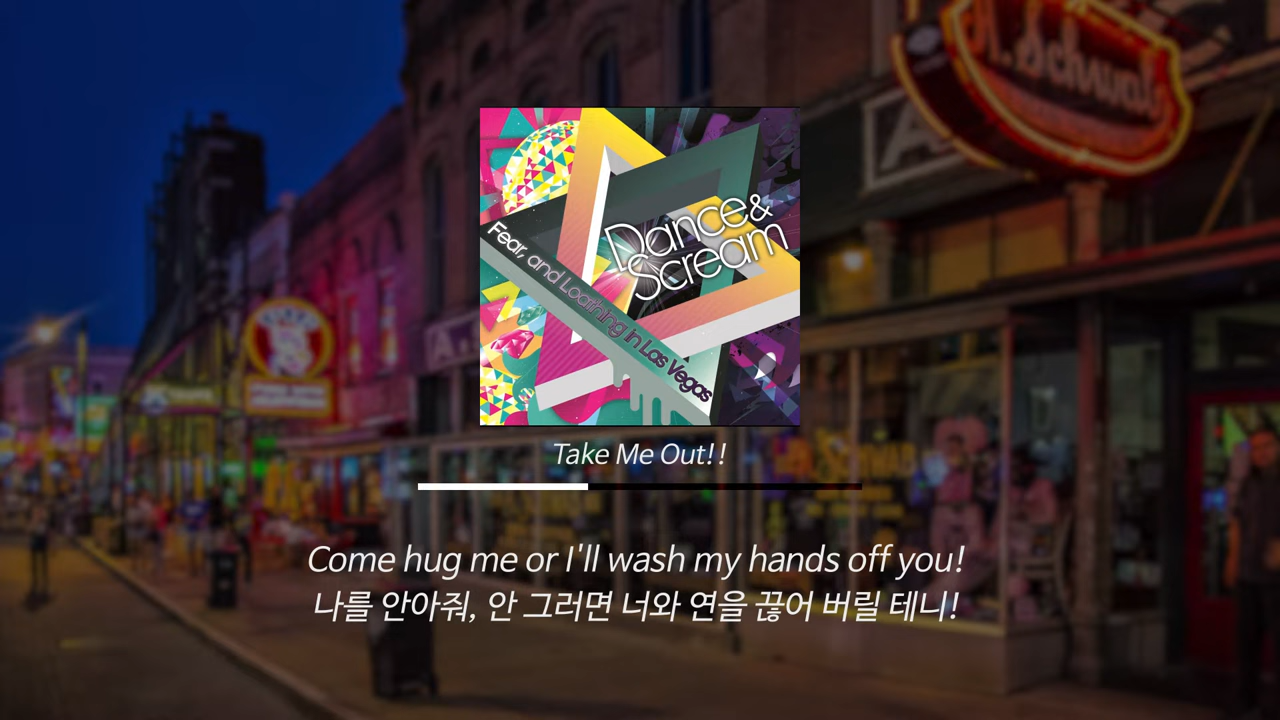 A. Schwab
Dance &
Scream
Fear, and Loathing in Las Vegas
Take Me Out!!
Come hug me or I'll wash my hands off you!
나를 안아줘, 안 그러면 너와 연을 끊어 버릴 테니!